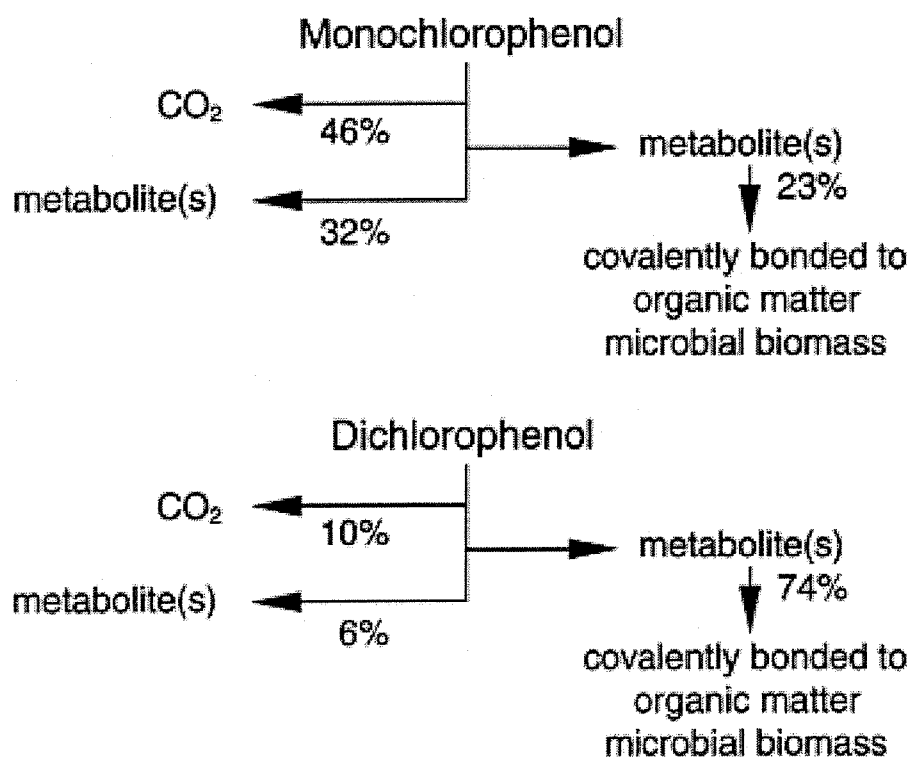 Monochlorophenol
CO₂
46%
metabolite(s)
32%
metabolite(s)
23%
covalently bonded to
organic matter
microbial biomass
Dichlorophenol
CO₂
10%
metabolite(s)
6%
metabolite(s)
74%
covalently bonded to
organic matter
microbial biomass